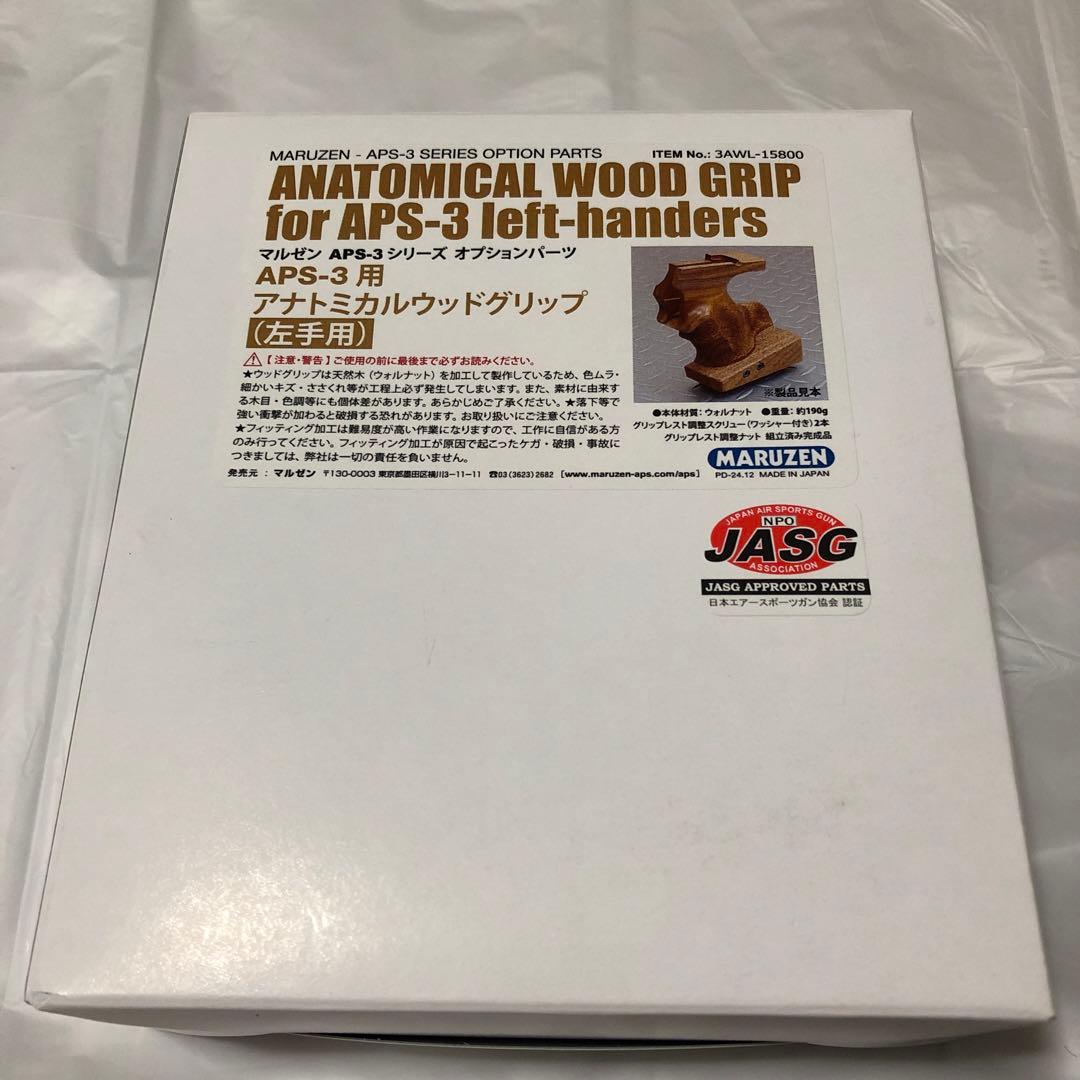 MARUZEN - APS-3 SERIES OPTION PARTS
ITEM No.: 3AWL-15800
ANATOMICAL WOOD GRIP
for APS-3 left-handers
マルゼン APS-3シリーズ オプションパーツ
APS-3用
アナトミカルウッドグリップ
(左手用)
⚠【注意・警告】ご使用の前に最後まで必ずお読みください。
★ウッドグリップは天然木（ウォルナット）を加工して製作しているため、色ムラ・
細かいキズ・ささくれ等が工程上必ず発生してしまいます。また、素材に由来す
る木目・色調等にも個体差があります。あらかじめご了承ください。★落下等で
強い衝撃が加わると破損する恐れがあります。お取り扱いにご注意ください。
★フィッティング加工は難易度が高い作業になりますので、工作に自信がある方
のみ行ってください。フィッティング加工が原因で起こったケガ・破損・事故に
つきましては、弊社は一切の責任を負いません。
発売元：マルゼン 〒130-0003 東京都墨田区横川3-11-11 ☎03(3623)2682 [www.maruzen-aps.com/aps]
※製品見本
●本体材質：ウォルナット ●重量：約190g
グリップレスト調整スクリュー（ワッシャー付き）2本
グリップレスト調整ナット 組立済み完成品
MARUZEN
PD-24.12 MADE IN JAPAN
JAPAN AIR SPORTS GUN
NPO
JASG
ASSOCIATION
JASG APPROVED PARTS
日本エアースポーツガン協会 認証